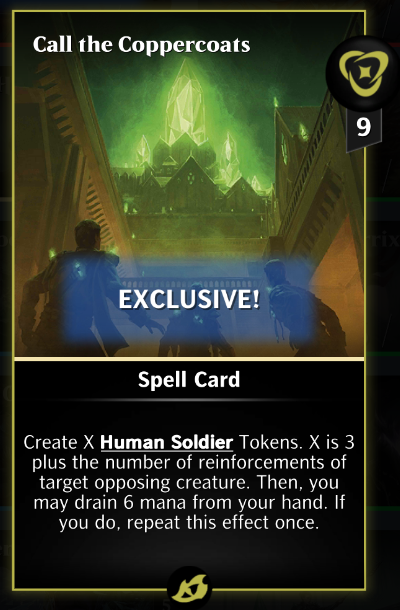 Call the Coppercoats
9
EXCLUSIVE!
Spell Card
Create X Human Soldier Tokens. X is 3
plus the number of reinforcements of
target opposing creature. Then, you
may drain 6 mana from your hand. If
you do, repeat this effect once.